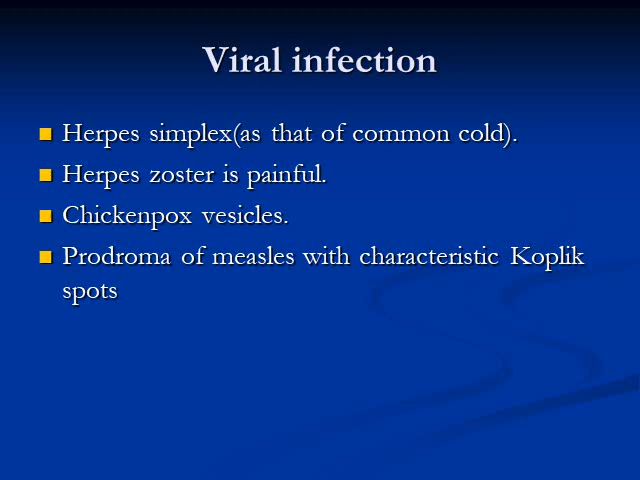 Viral infection
Herpes simplex(as that of common cold).
Herpes zoster is painful.
Chickenpox vesicles.
Prodroma of measles with characteristic Koplik
spots